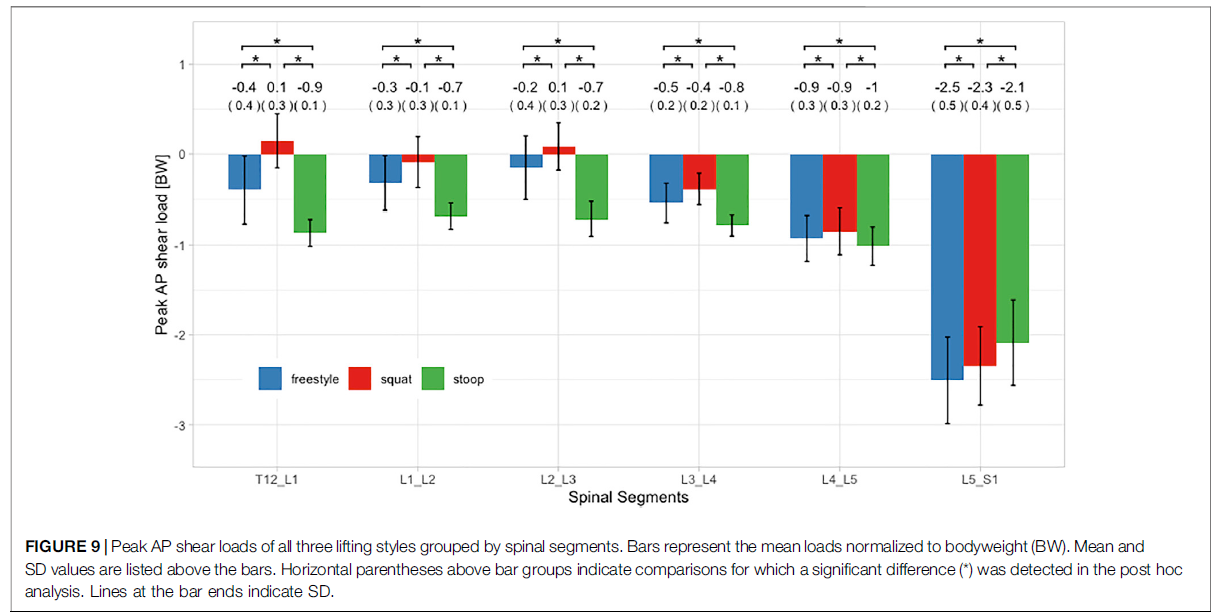 * * * * * *
* * * * * * * * * * * *
1
-0.4 0.1 -0.9 -0.3 -0.1 -0.7 -0.2 0.1 -0.7 -0.5 -0.4 -0.8 -0.9 -0.9 -1 -2.5 -2.3 -2.1
( 0.4 )( 0.3 )( 0.1 ) ( 0.3 )( 0.3 )( 0.1 ) ( 0.4 )( 0.3 )( 0.2 ) ( 0.2 )( 0.2 )( 0.1 ) ( 0.3 )( 0.3 )( 0.2 ) ( 0.5 )( 0.4 )( 0.5 )
0
Peak AP shear load [BW]
-1
-2
freestyle squat stoop
-3
T12_L1 L1_L2 L2_L3 L3_L4 L4_L5 L5_S1
Spinal Segments
FIGURE 9 | Peak AP shear loads of all three lifting styles grouped by spinal segments. Bars represent the mean loads normalized to bodyweight (BW). Mean and
SD values are listed above the bars. Horizontal parentheses above bar groups indicate comparisons for which a significant difference (*) was detected in the post hoc
analysis. Lines at the bar ends indicate SD.